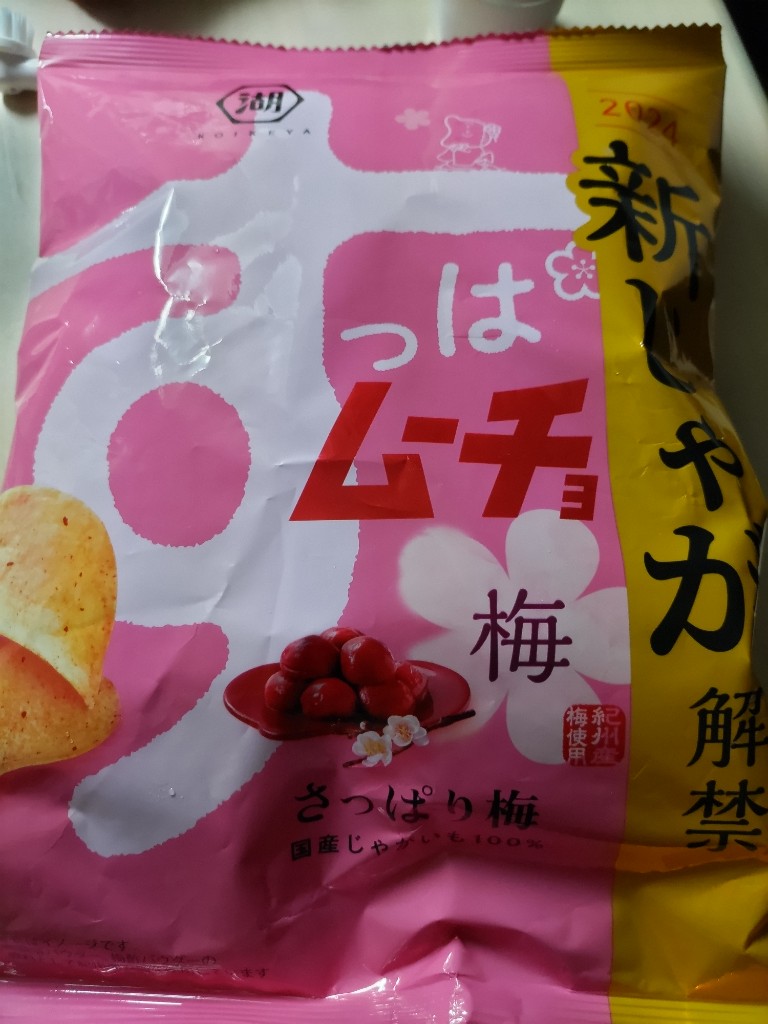 湖
KOIKEYA
2024
新じゃが
解禁
すっぱ
ムーチョ
梅
紀州産
梅使用
さっぱり梅
国産じゃがいも100%